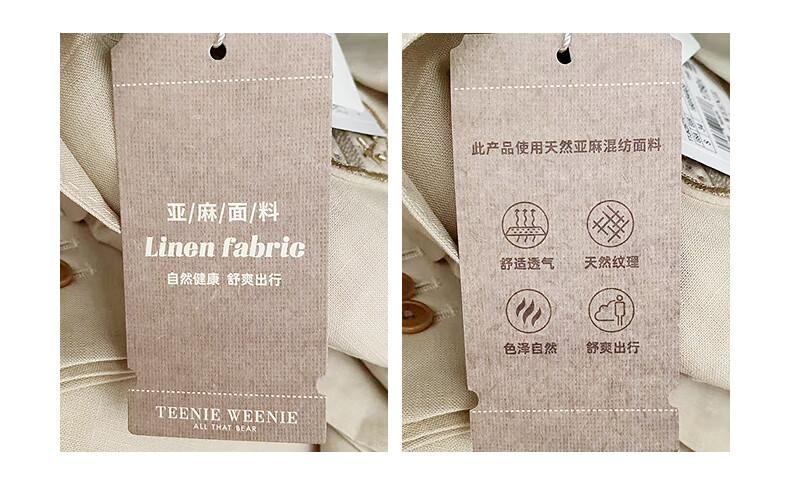 亚/麻/面/料
Linen fabric
自然健康 舒爽出行
TEENIE WEENIE
ALL THAT BEAR
此产品使用天然亚麻混纺面料
舒适透气
天然纹理
色泽自然
舒爽出行